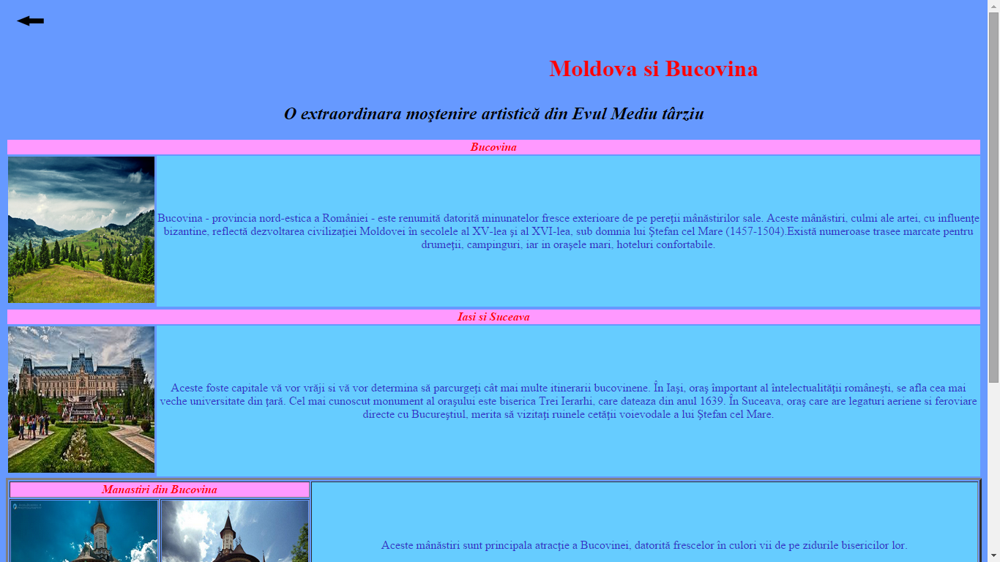 Moldova si Bucovina
O extraordinara moştenire artistică din Evul Mediu târziu
Bucovina
Bucovina - provincia nord-estica a României - este renumită datorită minunatelor fresce exterioare de pe pereţii mânăstirilor sale. Aceste mânăstiri, culmi ale artei, cu influenţe
bizantine, reflectă dezvoltarea civilizaţiei Moldovei în secolele al XV-lea şi al XVI-lea, sub domnia lui Ştefan cel Mare (1457-1504).Există numeroase trasee marcate pentru
drumeţii, campinguri, iar in oraşele mari, hoteluri confortabile.
Iasi si Suceava
Aceste foste capitale vă vor vrăji si vă vor determina să parcurgeţi cât mai multe itinerarii bucovinene. În Iaşi, oraş împortant al întelectualităţii româneşti, se afla cea mai
veche universitate din ţară. Cel mai cunoscut monument al oraşului este biserica Trei Ierarhi, care dateaza din anul 1639. În Suceava, oraş care are legaturi aeriene si feroviare
directe cu Bucureştiul, merita să vizitaţi ruinele cetăţii voievodale a lui Ştefan cel Mare.
Manastiri din Bucovina
Aceste mânăstiri sunt principala atracţie a Bucovinei, datorită frescelor în culori vii de pe zidurile bisericilor lor.